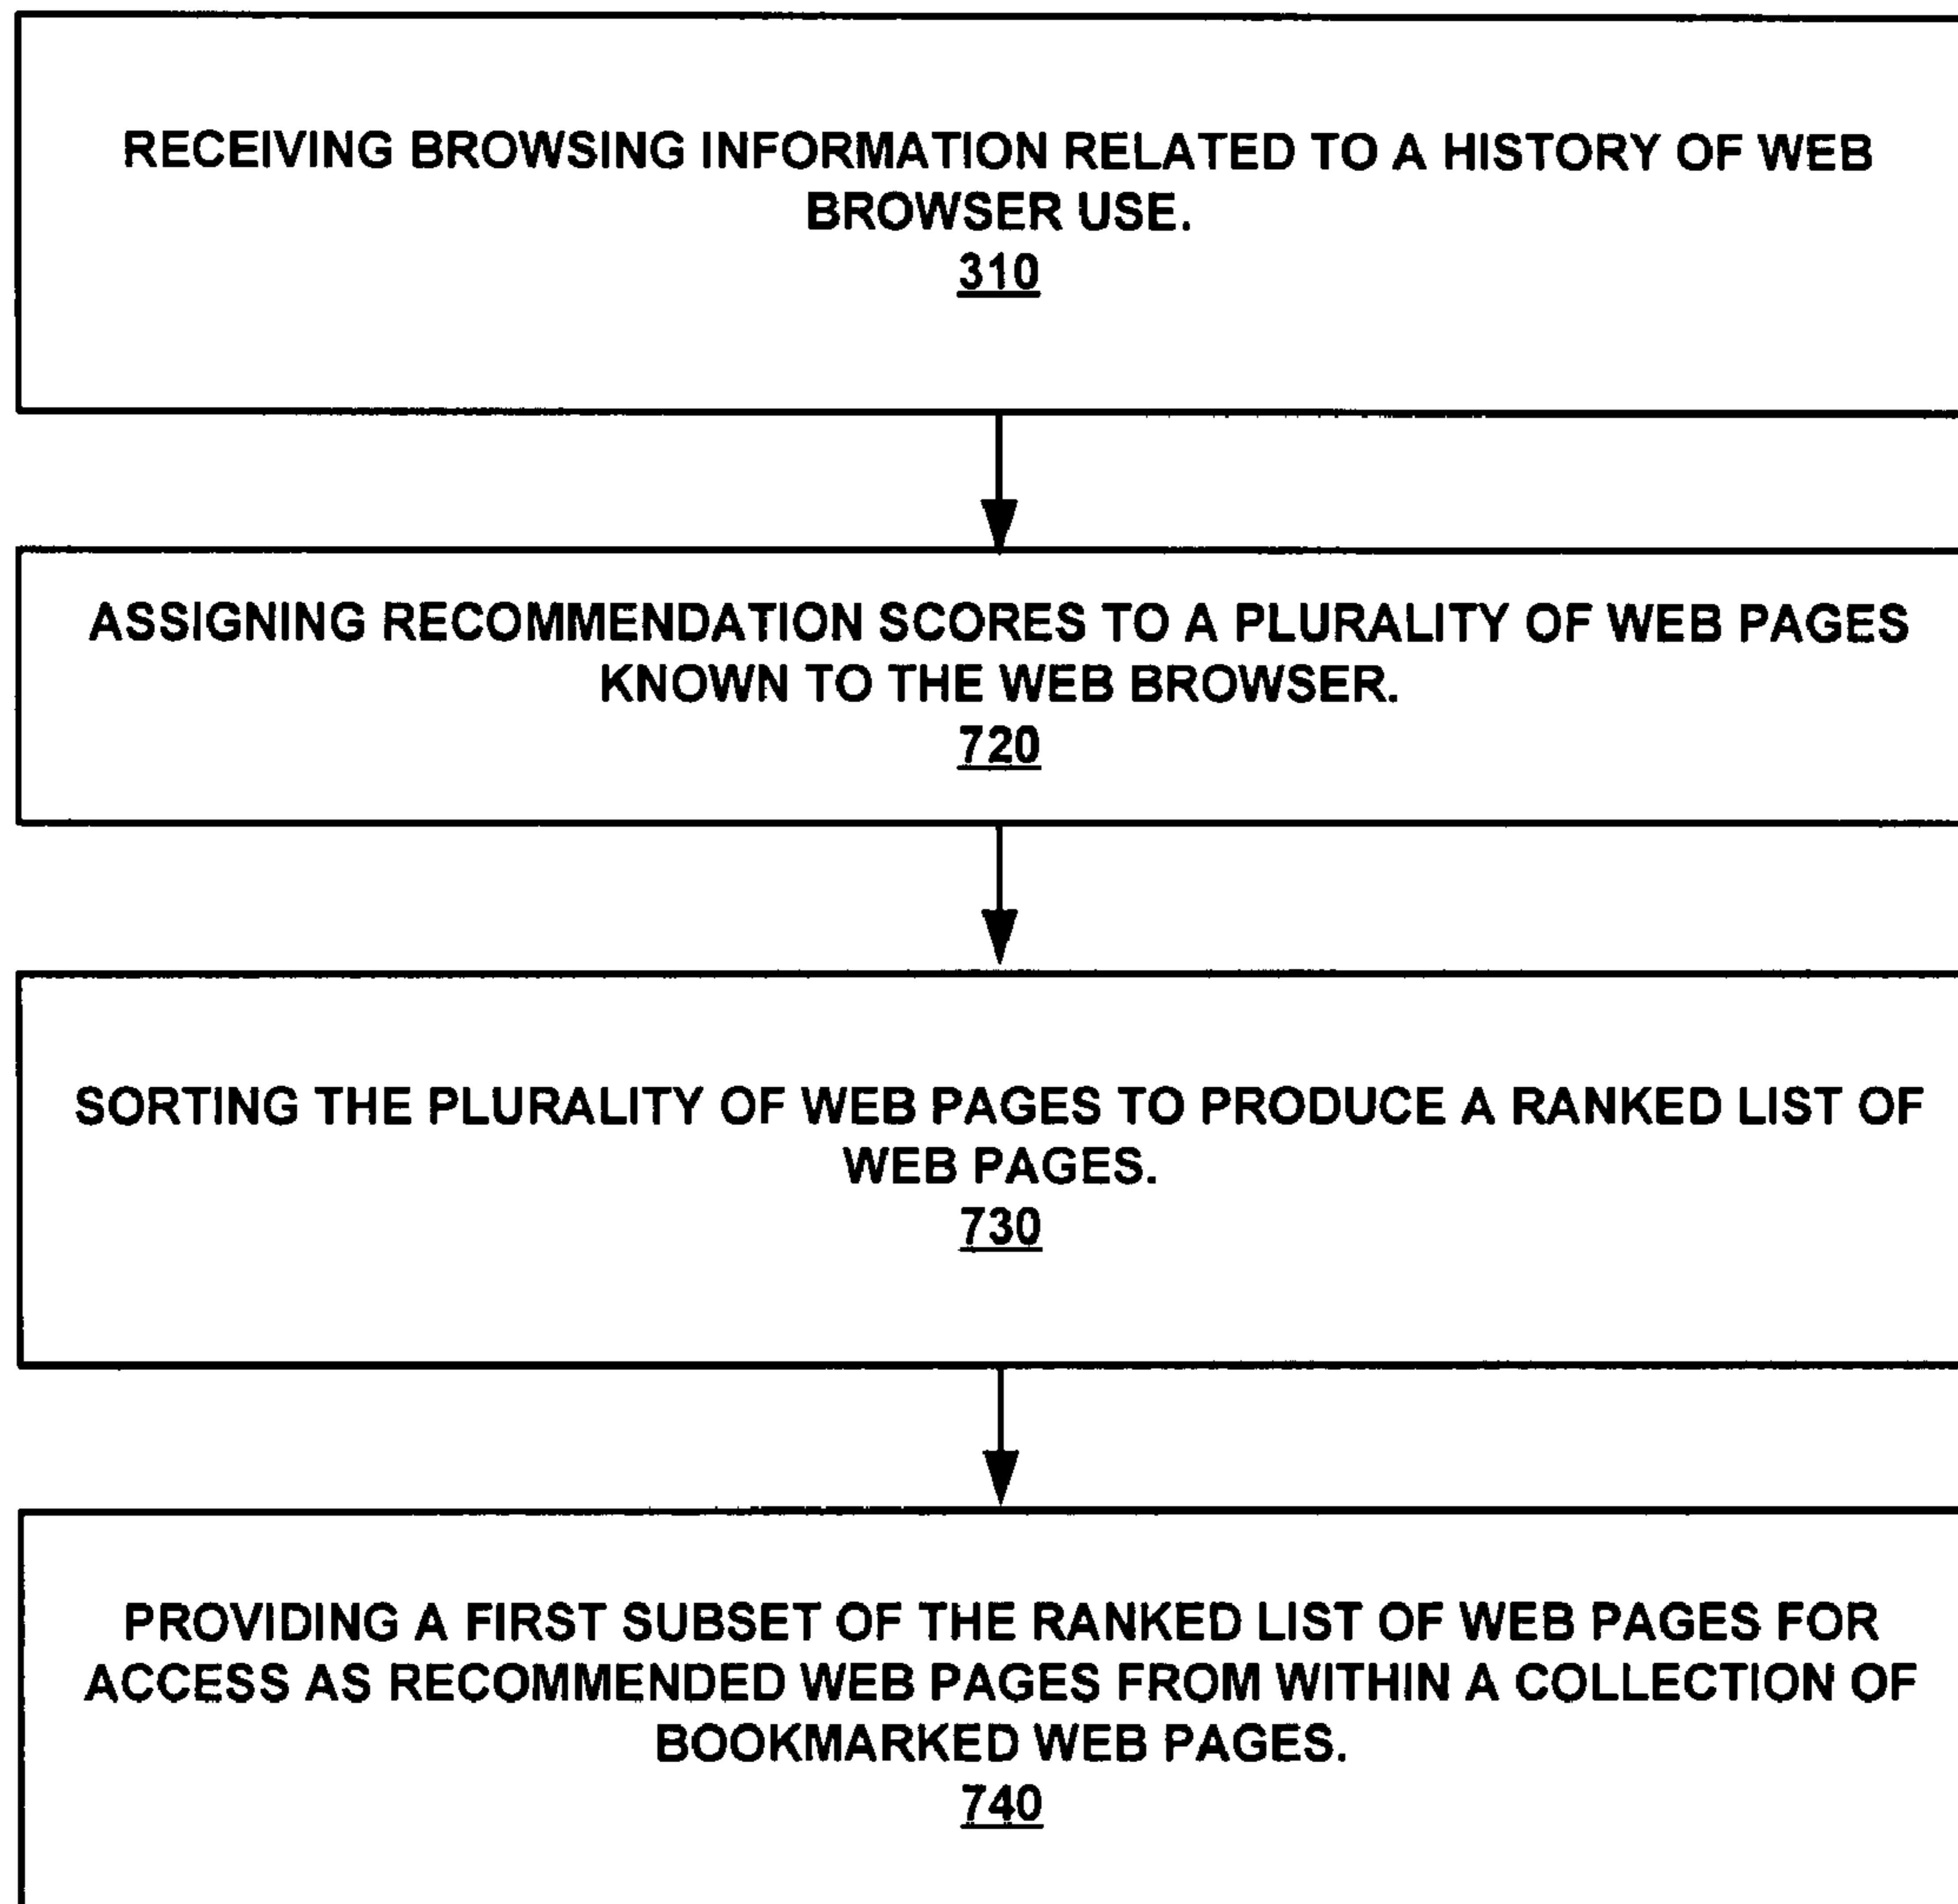 RECEIVING BROWSING INFORMATION RELATED TO A HISTORY OF WEB
BROWSER USE.
310
ASSIGNING RECOMMENDATION SCORES TO A PLURALITY OF WEB PAGES
KNOWN TO THE WEB BROWSER.
720
SORTING THE PLURALITY OF WEB PAGES TO PRODUCE A RANKED LIST OF
WEB PAGES.
730
PROVIDING A FIRST SUBSET OF THE RANKED LIST OF WEB PAGES FOR
ACCESS AS RECOMMENDED WEB PAGES FROM WITHIN A COLLECTION OF
BOOKMARKED WEB PAGES.
740